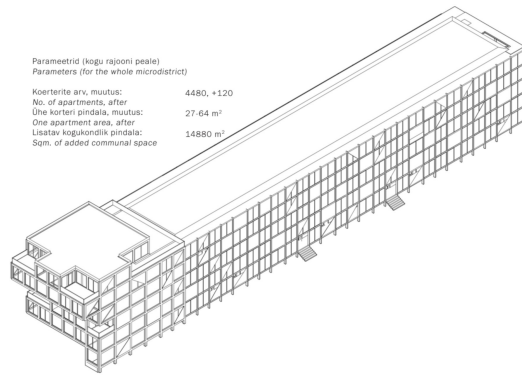 Parameetrid (kogu rajooni peale)
Parameters (for the whole microdistrict)
Koerterite arv, muutus: 4480, +120
No. of apartments, after
Ühe korteri pindala, muutus: 27-64 m²
One apartment area, after
Lisatav kogukondlik pindala: 14880 m²
Sqm. of added communal space